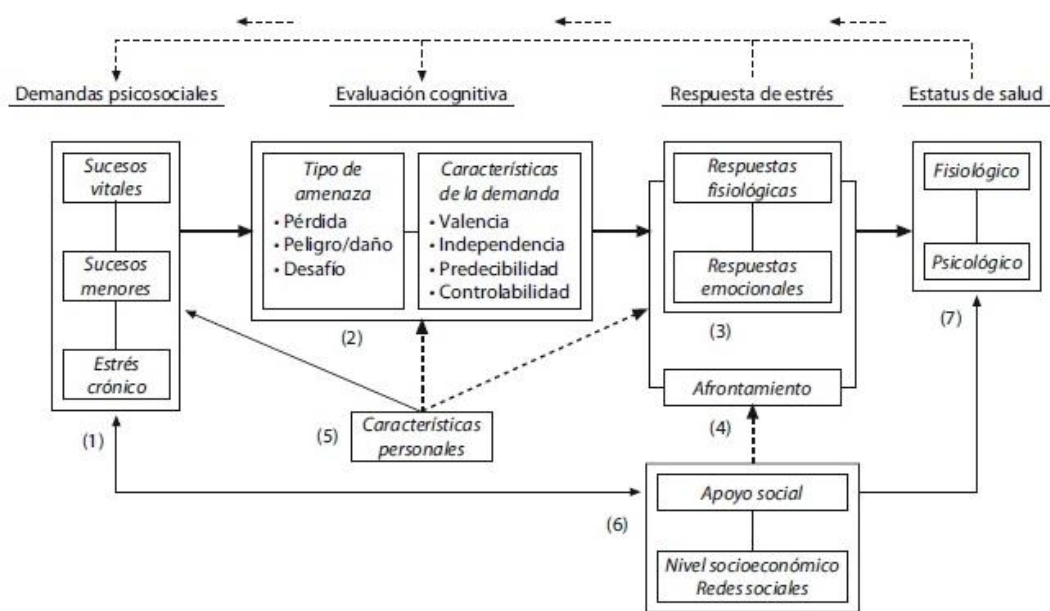 Demandas psicosociales
Evaluación cognitiva
Respuesta de estrés
Estatus de salud
Sucesos
vitales
Sucesos
menores
Estrés
crónico
(1)
Tipo de
amenaza
• Pérdida
• Peligro/daño
• Desafío
Características
de la demanda
• Valencia
• Independencia
• Predecibilidad
• Controlabilidad
(2)
Respuestas
fisiológicas
Respuestas
emocionales
(3)
Afrontamiento
(4)
Fisiológico
Psicológico
(7)
(5)
Características
personales
(6)
Apoyo social
Nivel socioeconómico
Redes sociales